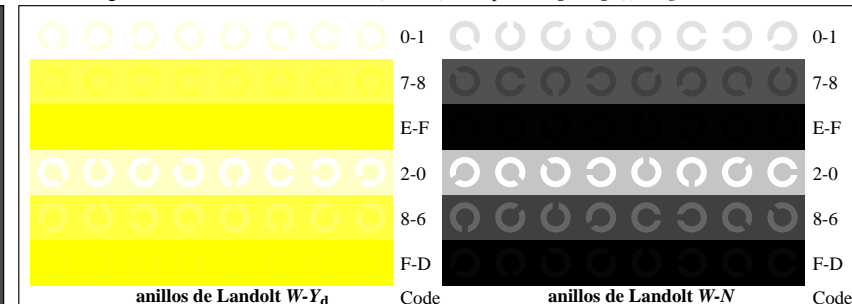 0-1 0-1
7-8 7-8
E-F E-F
2-0 2-0
8-6 8-6
F-D F-D
anillos de Landolt W-Yd Code anillos de Landolt W-N Code